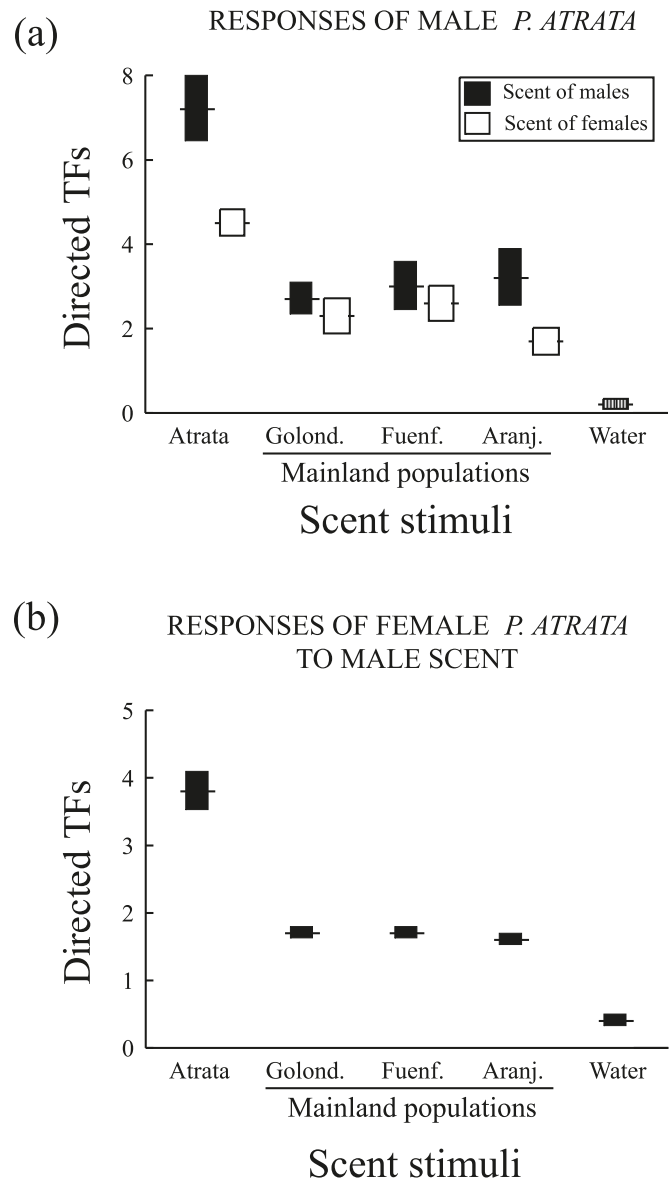 (a)
RESPONSES OF MALE P. ATRATA
Scent of males
Scent of females
Directed TFs
8
6
4
2
0
Atrata Golond. Fuenf. Aranj. Water
Mainland populations
Scent stimuli
(b)
RESPONSES OF FEMALE P. ATRATA
TO MALE SCENT
Directed TFs
5
4
3
2
1
0
Atrata Golond. Fuenf. Aranj. Water
Mainland populations
Scent stimuli